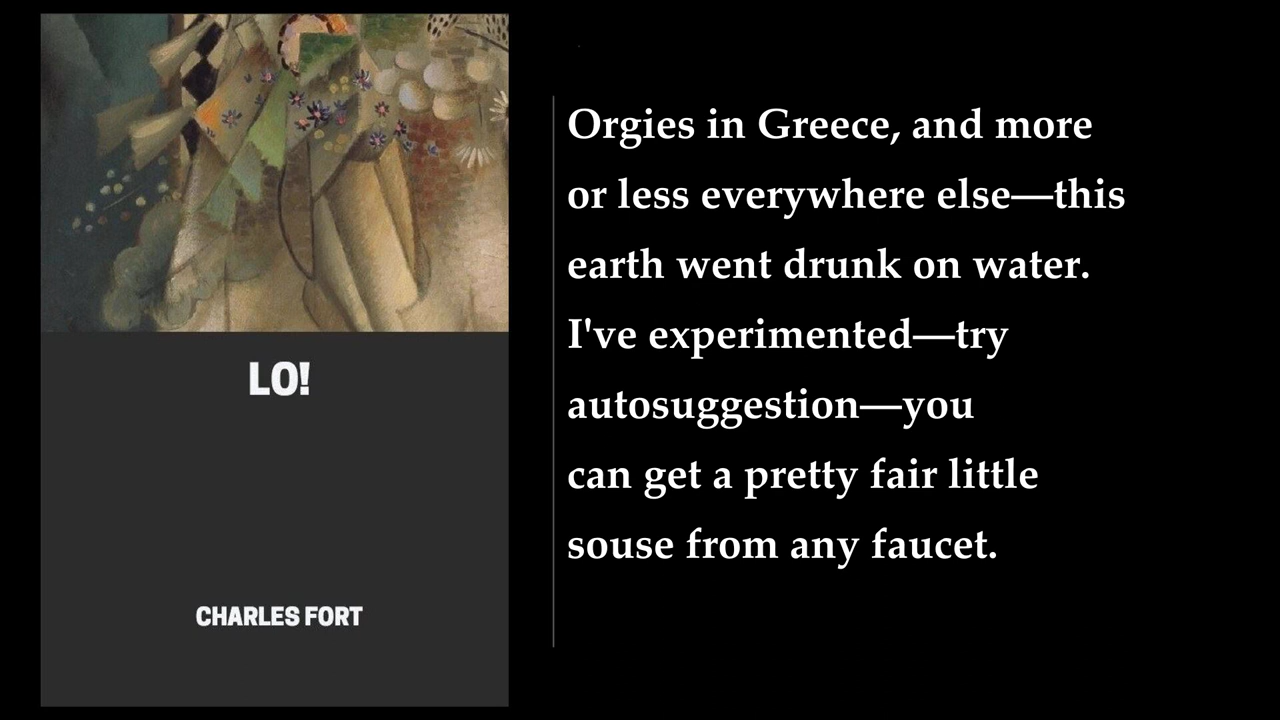 LO!
CHARLES FORT
Orgies in Greece, and more
or less everywhere else—this
earth went drunk on water.
I've experimented—try
autosuggestion—you
can get a pretty fair little
souse from any faucet.